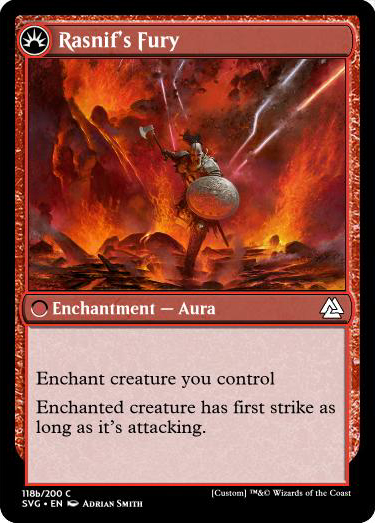 Rasnif's Fury
Enchantment — Aura
Enchant creature you control
Enchanted creature has first strike as
long as it's attacking.
118b/200 C
SVG • EN Adrian Smith
[Custom] ™&© Wizards of the Coast